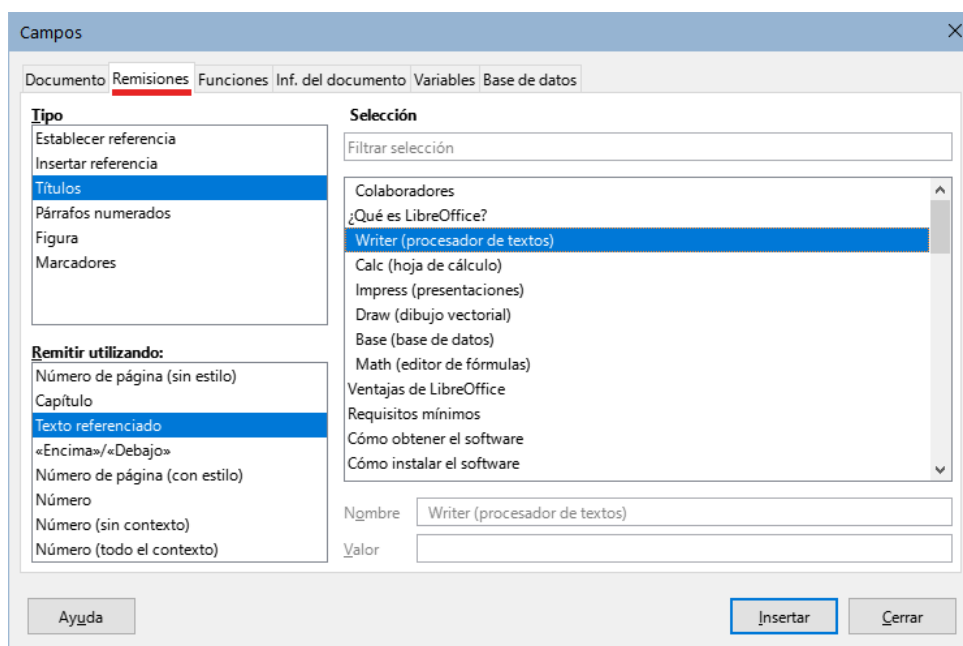 Campos
Documento Remisiones Funciones Inf. del documento Variables Base de datos
Tipo
Establecer referencia
Insertar referencia
Títulos
Párrafos numerados
Figura
Marcadores
Remitir utilizando:
Número de página (sin estilo)
Capítulo
Texto referenciado
«Encima»/«Debajo»
Número de página (con estilo)
Número
Número (sin contexto)
Número (todo el contexto)
Selección
Filtrar selección
Colaboradores
¿Qué es LibreOffice?
Writer (procesador de textos)
Calc (hoja de cálculo)
Impress (presentaciones)
Draw (dibujo vectorial)
Base (base de datos)
Math (editor de fórmulas)
Ventajas de LibreOffice
Requisitos mínimos
Cómo obtener el software
Cómo instalar el software
Nombre Writer (procesador de textos)
Valor
Ayuda Insertar Cerrar